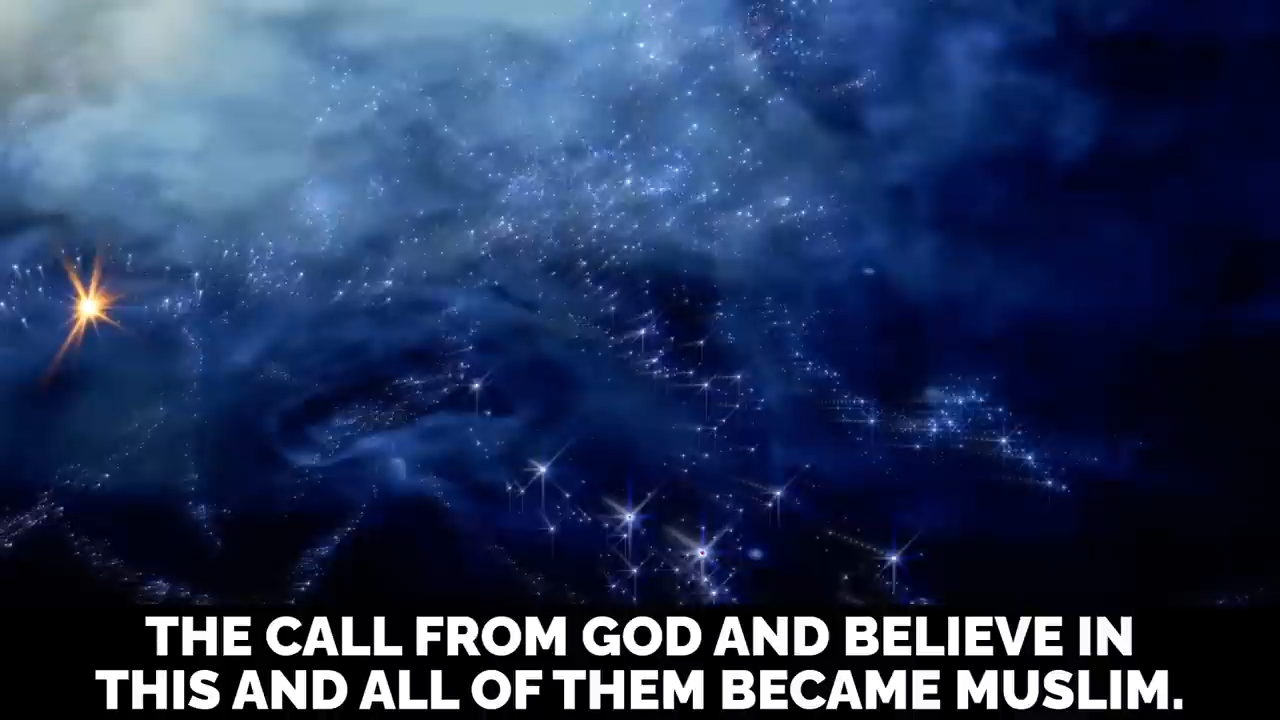 THE CALL FROM GOD AND BELIEVE IN
THIS AND ALL OF THEM BECAME MUSLIM.